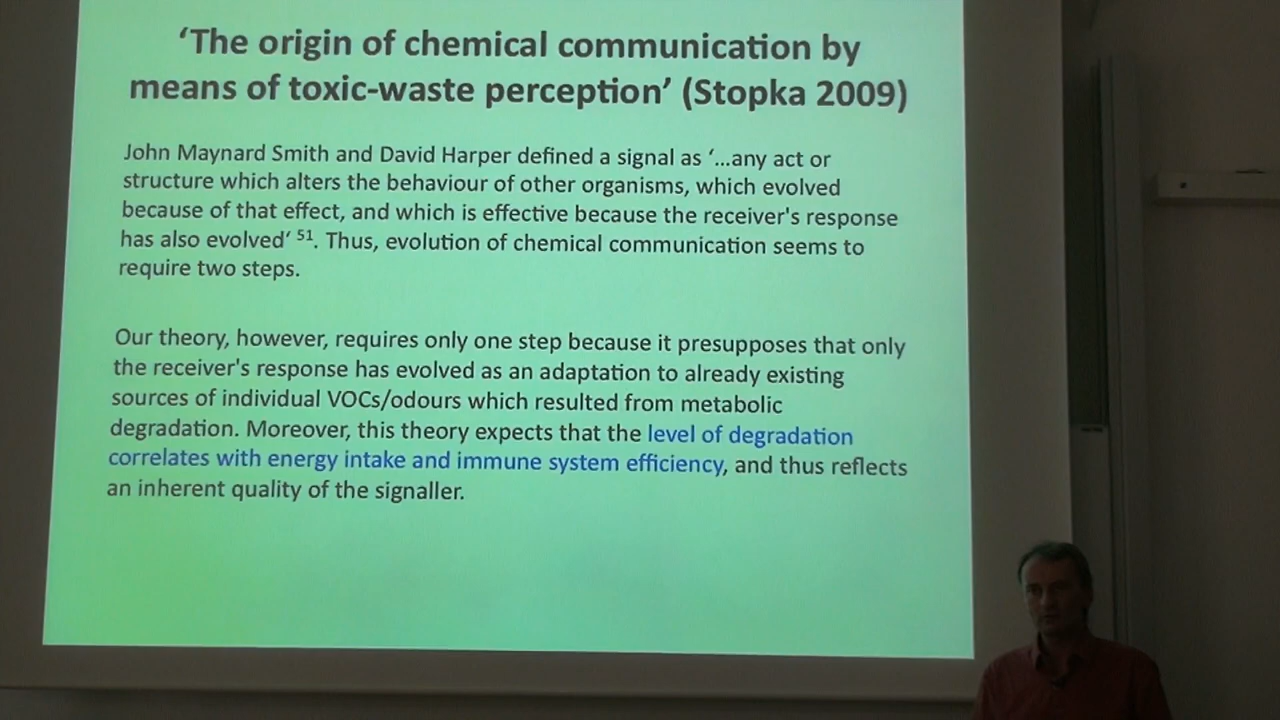 ‘The origin of chemical communication by
means of toxic-waste perception’ (Stopka 2009)
John Maynard Smith and David Harper defined a signal as ‘...any act or
structure which alters the behaviour of other organisms, which evolved
because of that effect, and which is effective because the receiver's response
has also evolved‘ 51. Thus, evolution of chemical communication seems to
require two steps.
Our theory, however, requires only one step because it presupposes that only
the receiver's response has evolved as an adaptation to already existing
sources of individual VOCs/odours which resulted from metabolic
degradation. Moreover, this theory expects that the level of degradation
correlates with energy intake and immune system efficiency, and thus reflects
an inherent quality of the signaller.